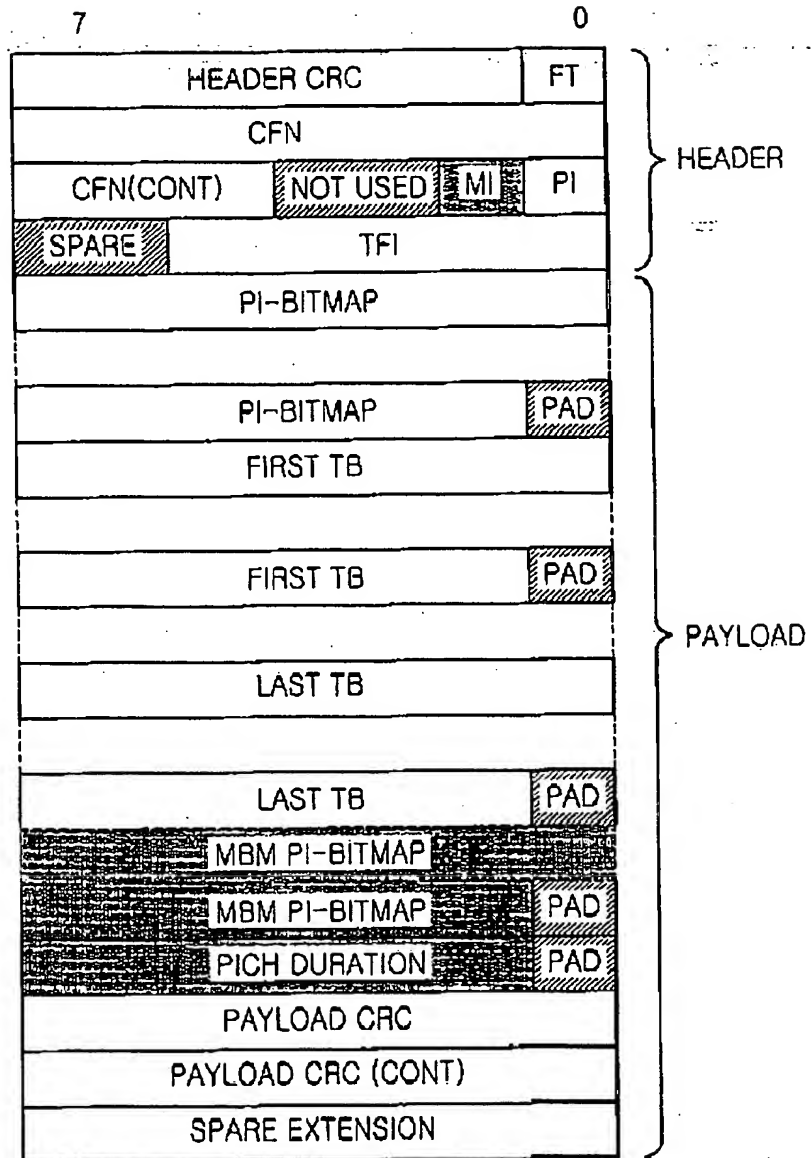 7 0
HEADER CRC FT
CFN
CFN(CONT) NOT USED MI PI
SPARE TFI
HEADER
PI-BITMAP
PI-BITMAP PAD
FIRST TB
FIRST TB PAD
PAYLOAD
LAST TB
LAST TB PAD
MBM PI-BITMAP
MBM PI-BITMAP PAD
PICH DURATION PAD
PAYLOAD CRC
PAYLOAD CRC (CONT)
SPARE EXTENSION